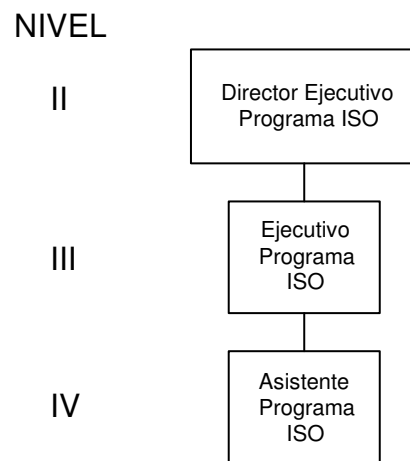 NIVEL
II
Director Ejecutivo
Programa ISO
III
Ejecutivo
Programa
ISO
IV
Asistente
Programa
ISO